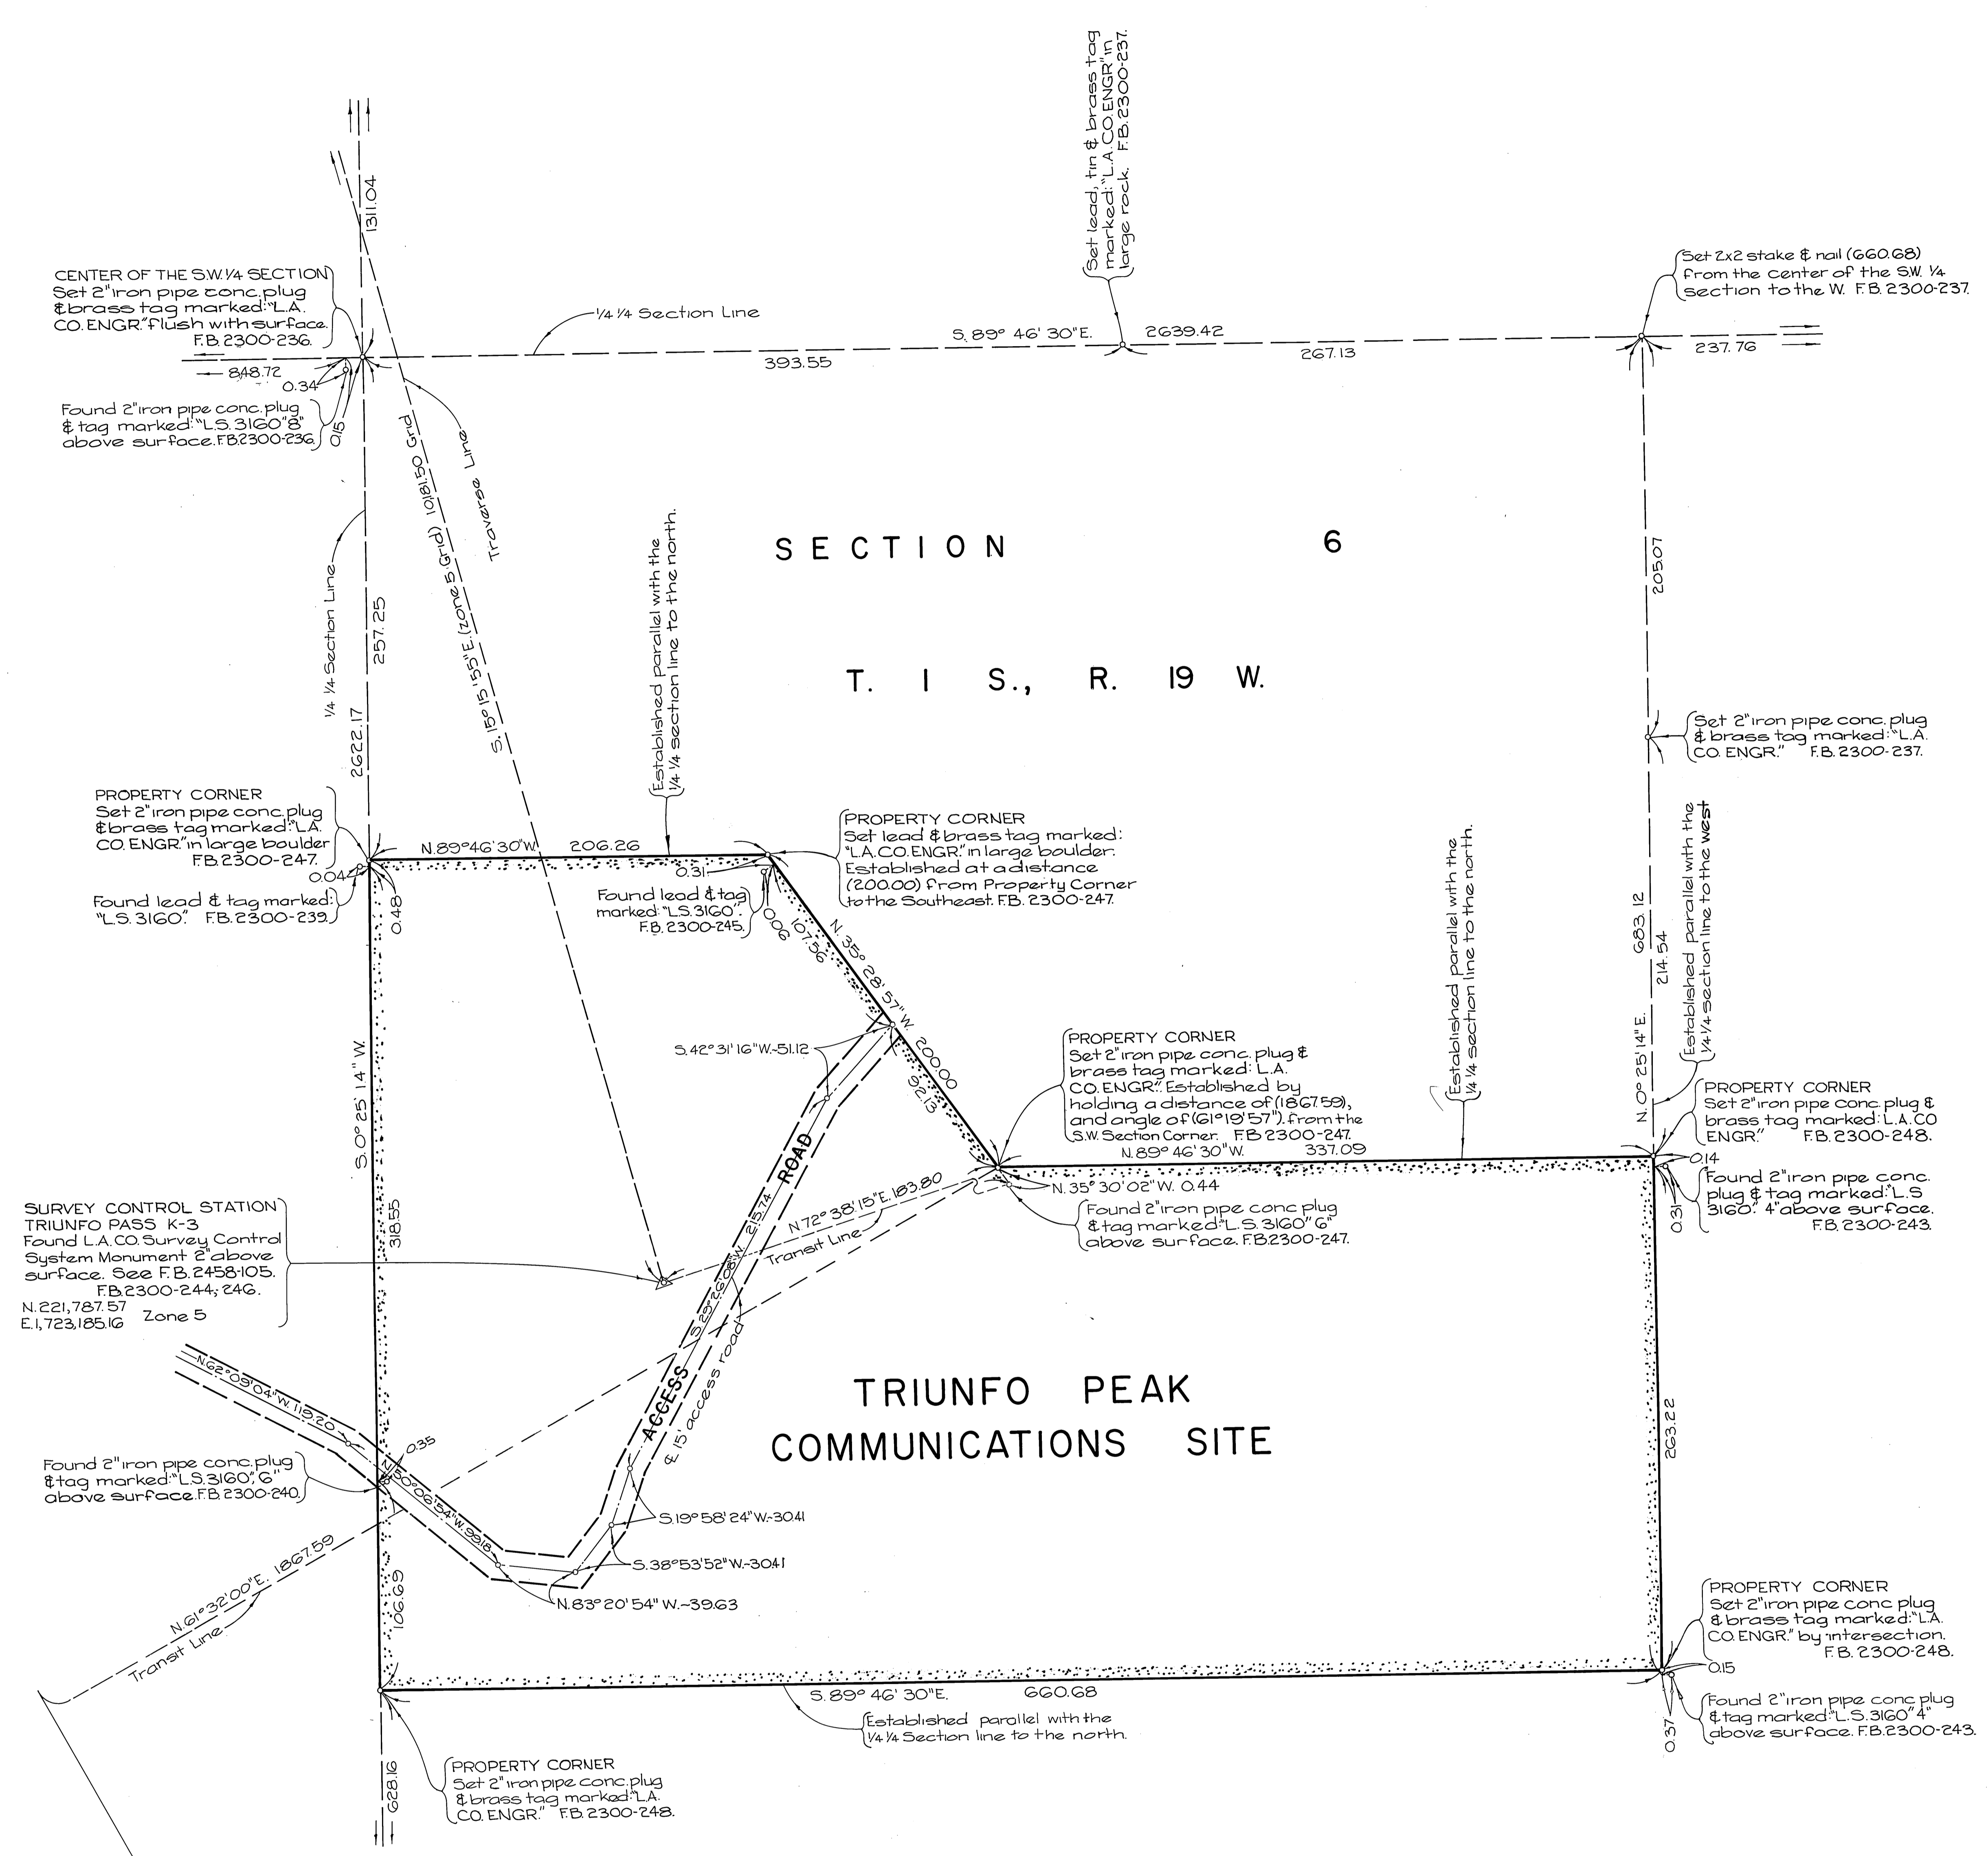 Set lead, tin & brass tag
marked: "L.A.CO.ENGR" in
large rock. F.B. 2300-237.
1311.04
CENTER OF THE S.W. 1/4 SECTION
Set 2" iron pipe conc. plug
& brass tag marked: "L.A.
CO. ENGR." flush with surface.
F.B. 2300-236.
1/4 1/4 Section Line
S. 89° 46' 30" E. 2639.42
393.55
267.13
237.76
Set 2x2 stake & nail (660.68)
from the center of the S.W. 1/4
section to the W. F.B. 2300-237.
848.72
0.34
0.15
Found 2" iron pipe conc. plug
& tag marked: "L.S. 3160" 8"
above surface. F.B. 2300-236.
S. 15° 15' 55" E. (Zone 5 Grid) 10181.50 Grid
Traverse Line
1/4 1/4 Section Line
257.25
2622.17
SECTION 6
T. 1 S., R. 19 W.
Established parallel with the
1/4 1/4 section line to the north.
205.07
Set 2" iron pipe conc. plug
& brass tag marked: "L.A.
CO. ENGR." F.B. 2300-237.
PROPERTY CORNER
Set 2" iron pipe conc. plug
& brass tag marked: "L.A.
CO. ENGR." in large boulder
F.B. 2300-247.
0.04
0.48
Found lead & tag marked:
"L.S. 3160". F.B. 2300-239.
N. 89° 46' 30" W. 206.26
0.31
0.06
Found lead & tag
marked: "L.S. 3160".
F.B. 2300-245.
PROPERTY CORNER
Set lead & brass tag marked:
"L.A. CO. ENGR." in large boulder.
Established at a distance
(200.00) from Property Corner
to the Southeast. F.B. 2300-247.
107.56
N. 35° 28' 57" W. 200.00
92.13
Established parallel with the
1/4 1/4 section line to the north.
N. 0° 25' 14" E. 683.12
214.54
Established parallel with the
1/4 1/4 section line to the west
S. 42° 31' 16" W.~51.12
PROPERTY CORNER
Set 2" iron pipe conc. plug &
brass tag marked: L.A.
CO. ENGR." Established by
holding a distance of (1867.59),
and angle of (61° 19' 57"). from the
S.W. Section Corner. F.B 2300-247.
N. 89° 46' 30" W. 337.09
PROPERTY CORNER
Set 2" iron pipe conc. plug &
brass tag marked: L.A. CO
ENGR." F.B. 2300-248.
0.14
0.31
Found 2" iron pipe conc.
plug & tag marked: "L.S
3160." 4" above surface.
F.B. 2300-243.
N. 35° 30' 02" W. 0.44
Found 2" iron pipe conc. plug
& tag marked: "L.S. 3160" 6"
above surface. F.B. 2300-247.
S. 0° 25' 14" W.
318.55
SURVEY CONTROL STATION
TRIUNFO PASS K-3
Found L.A. CO. Survey Control
System Monument 2" above
surface. See F.B. 2458-105.
F.B. 2300-244, 246.
N. 221,787.57
E. 1,723,185.16 Zone 5
N. 72° 38' 15" E. 183.80
Transit Line
ACCESS ROAD
S. 29° 26' 08" W. 215.74
℄ 15' access road
N. 62° 09' 04" W. 119.20
0.35
N. 50° 06' 54" W. 99.18
Found 2" iron pipe conc. plug
& tag marked: "L.S. 3160", 6"
above surface. F.B. 2300-240.
TRIUNFO PEAK
COMMUNICATIONS SITE
263.22
S. 19° 58' 24" W.~30.41
S. 38° 53' 52" W.~30.41
N. 83° 20' 54" W.~39.63
N. 61° 32' 00" E. 1867.59
Transit Line
106.69
PROPERTY CORNER
Set 2" iron pipe conc plug
& brass tag marked: "L.A.
CO. ENGR." by intersection.
F.B. 2300-248.
0.15
0.37
Found 2" iron pipe conc plug
& tag marked: "L.S. 3160" 4"
above surface. F.B. 2300-243.
S. 89° 46' 30" E. 660.68
Established parallel with the
1/4 1/4 Section line to the north.
628.16
PROPERTY CORNER
Set 2" iron pipe conc. plug
& brass tag marked: "L.A.
CO. ENGR." F.B. 2300-248.